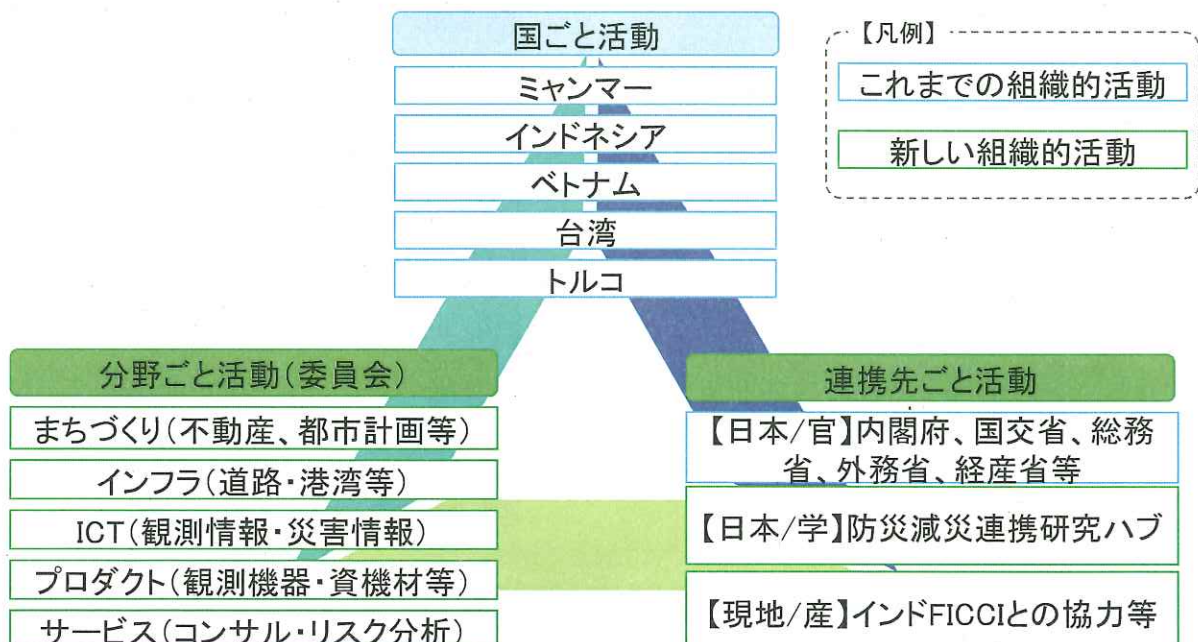 国ごと活動
ミャンマー
インドネシア
ベトナム
台湾
トルコ
【凡例】
これまでの組織的活動
新しい組織的活動
分野ごと活動(委員会)
まちづくり(不動産、都市計画等)
インフラ(道路・港湾等)
ICT(観測情報・災害情報)
プロダクト(観測機器・資機材等)
サービス(コンサル・リスク分析)
連携先ごと活動
【日本/官】内閣府、国交省、総務
省、外務省、経産省等
【日本/学】防災減災連携研究ハブ
【現地/産】インドFICCIとの協力等